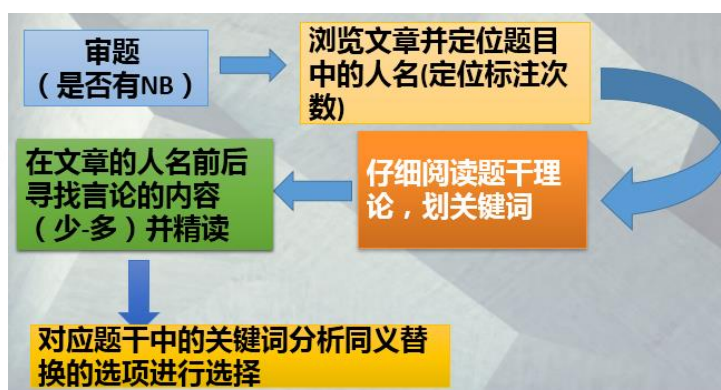 审题
（是否有NB）
浏览文章并定位题目
中的人名(定位标注次
数)
仔细阅读题干理
论，划关键词
在文章的人名前后
寻找言论的内容
（少-多）并精读
对应题干中的关键词分析同义替
换的选项进行选择